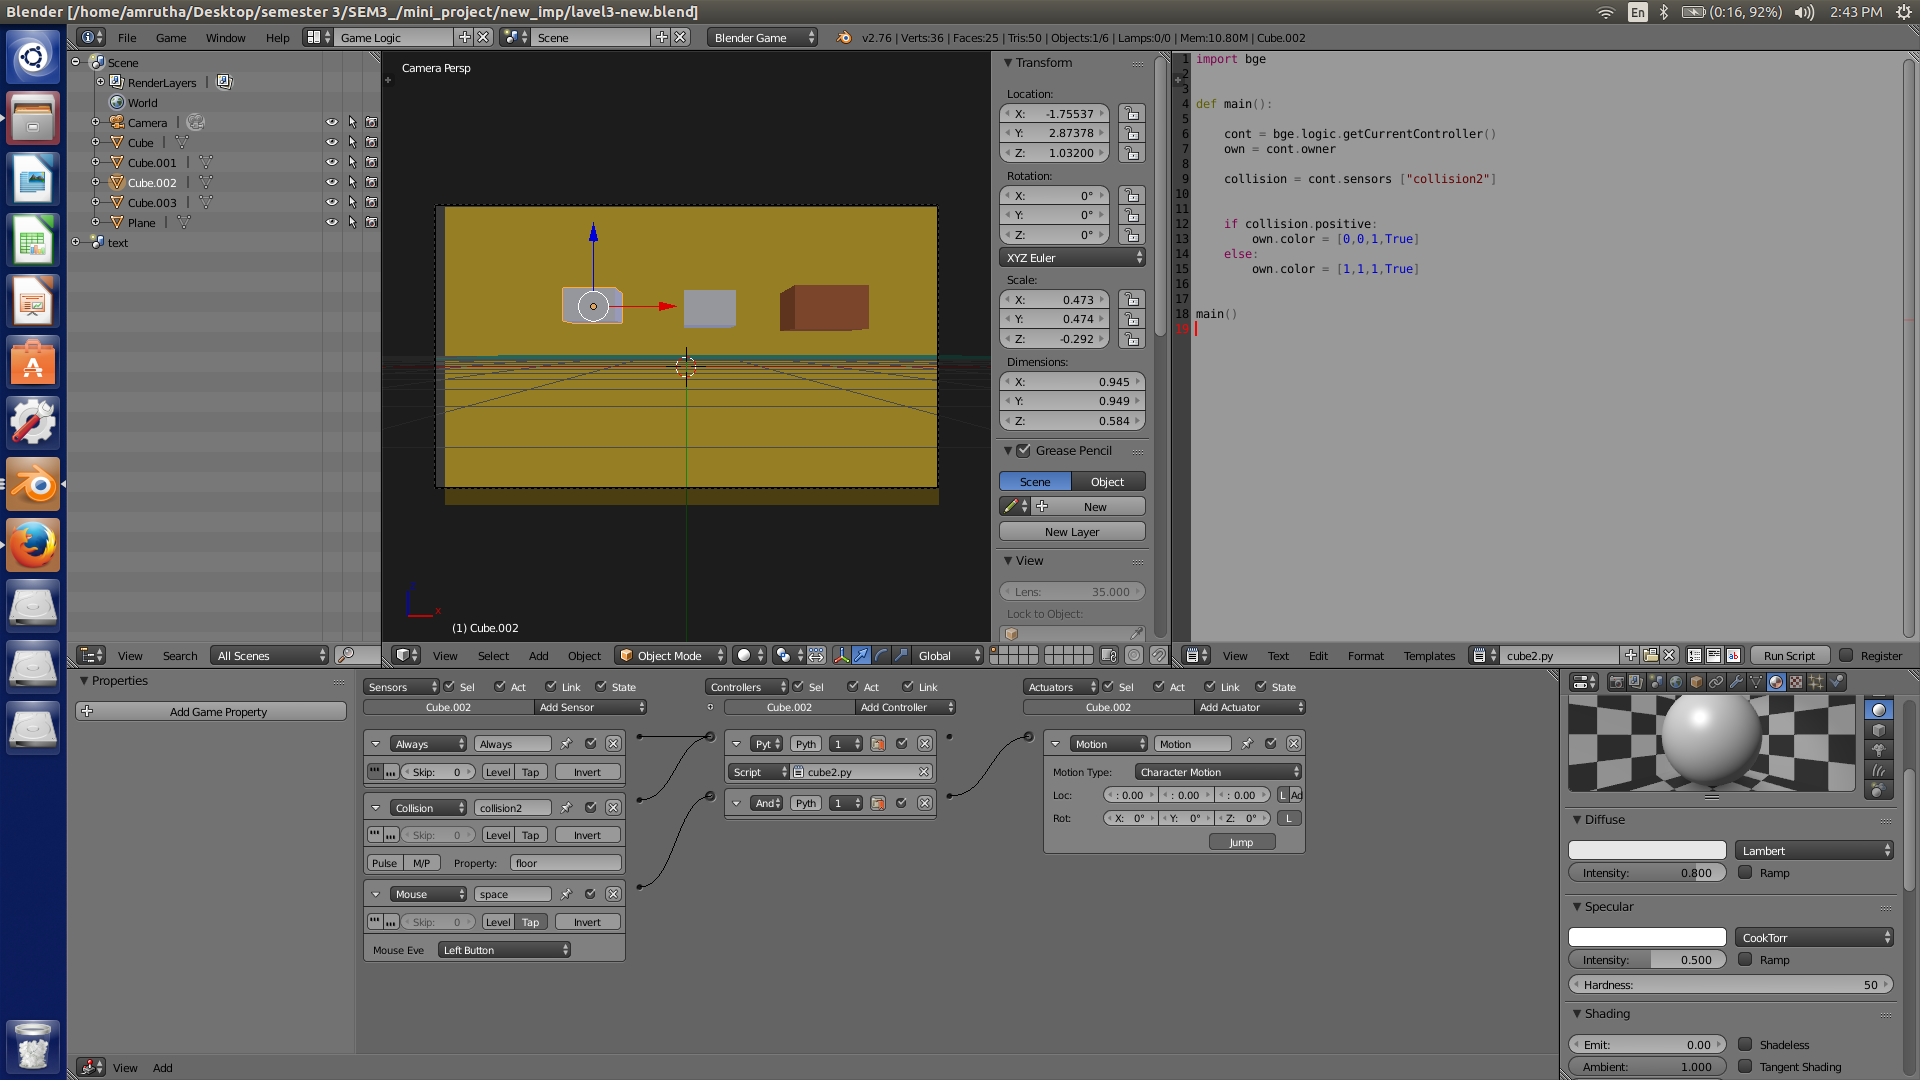 Blender [/home/amrutha/Desktop/semester 3/SEM3_/mini_project/new_imp/lavel3-new.blend]
En (0:16, 92%) 2:43 PM
File Game Window Help Game Logic Scene Blender Game v2.76 | Verts:36 | Faces:25 | Tris:50 | Objects:1/6 | Lamps:0/0 | Mem:10.80M | Cube.002
Scene
RenderLayers |
World
Camera |
Cube |
Cube.001 |
Cube.002 |
Cube.003 |
Plane |
text
View Search All Scenes
Camera Persp
x
(1) Cube.002
View Select Add Object Object Mode Global
Transform
Location:
X: -1.75537
Y: 2.87378
Z: 1.03200
Rotation:
X: 0°
Y: 0°
Z: 0°
XYZ Euler
Scale:
X: 0.473
Y: 0.474
Z: -0.292
Dimensions:
X: 0.945
Y: 0.949
Z: 0.584
Grease Pencil
Scene Object
New
New Layer
View
Lens: 35.000
Lock to Object:
1 import bge
2
3
4 def main():
5
6 cont = bge.logic.getCurrentController()
7 own = cont.owner
8
9 collision = cont.sensors ["collision2"]
10
11
12 if collision.positive:
13 own.color = [0,0,1,True]
14 else:
15 own.color = [1,1,1,True]
16
17
18 main()
19
View Text Edit Format Templates cube2.py Run Script Register
Properties
Add Game Property
View Add
Sensors Sel Act Link State
Cube.002 Add Sensor
Always Always
Skip: 0 Level Tap Invert
Collision collision2
Skip: 0 Level Tap Invert
Pulse M/P Property: floor
Mouse space
Skip: 0 Level Tap Invert
Mouse Eve Left Button
Controllers Sel Act Link
Cube.002 Add Controller
Pyt Pyth 1
Script cube2.py
And Pyth 1
Actuators Sel Act Link State
Cube.002 Add Actuator
Motion Motion
Motion Type: Character Motion
Loc: : 0.00 : 0.00 : 0.00 L Ad
Rot: X: 0° Y: 0° Z: 0° L
Jump
Diffuse
Lambert
Intensity: 0.800 Ramp
Specular
CookTorr
Intensity: 0.500 Ramp
Hardness: 50
Shading
Emit: 0.00 Shadeless
Ambient: 1.000 Tangent Shading